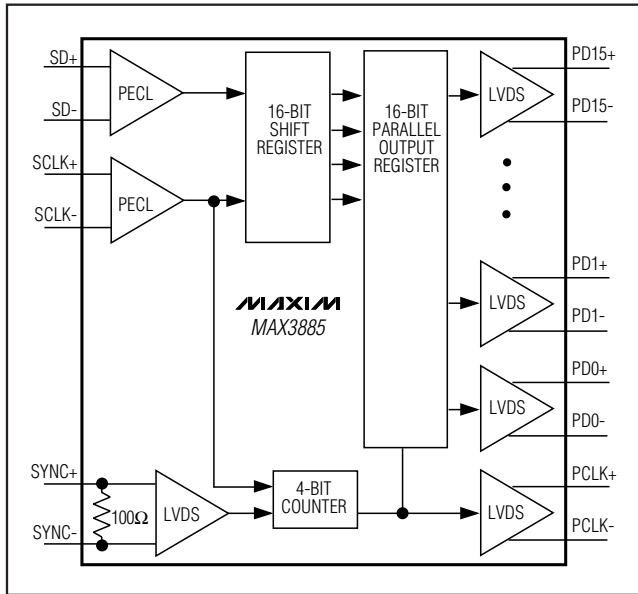 SD+
SD-
SCLK+
SCLK-
PECL
PECL
16-BIT
SHIFT
REGISTER
16-BIT
PARALLEL
OUTPUT
REGISTER
LVDS
PD15+
PD15-
MAXIM
MAX3885
LVDS
PD1+
PD1-
LVDS
PD0+
PD0-
SYNC+
SYNC-
100Ω
LVDS
4-BIT
COUNTER
LVDS
PCLK+
PCLK-